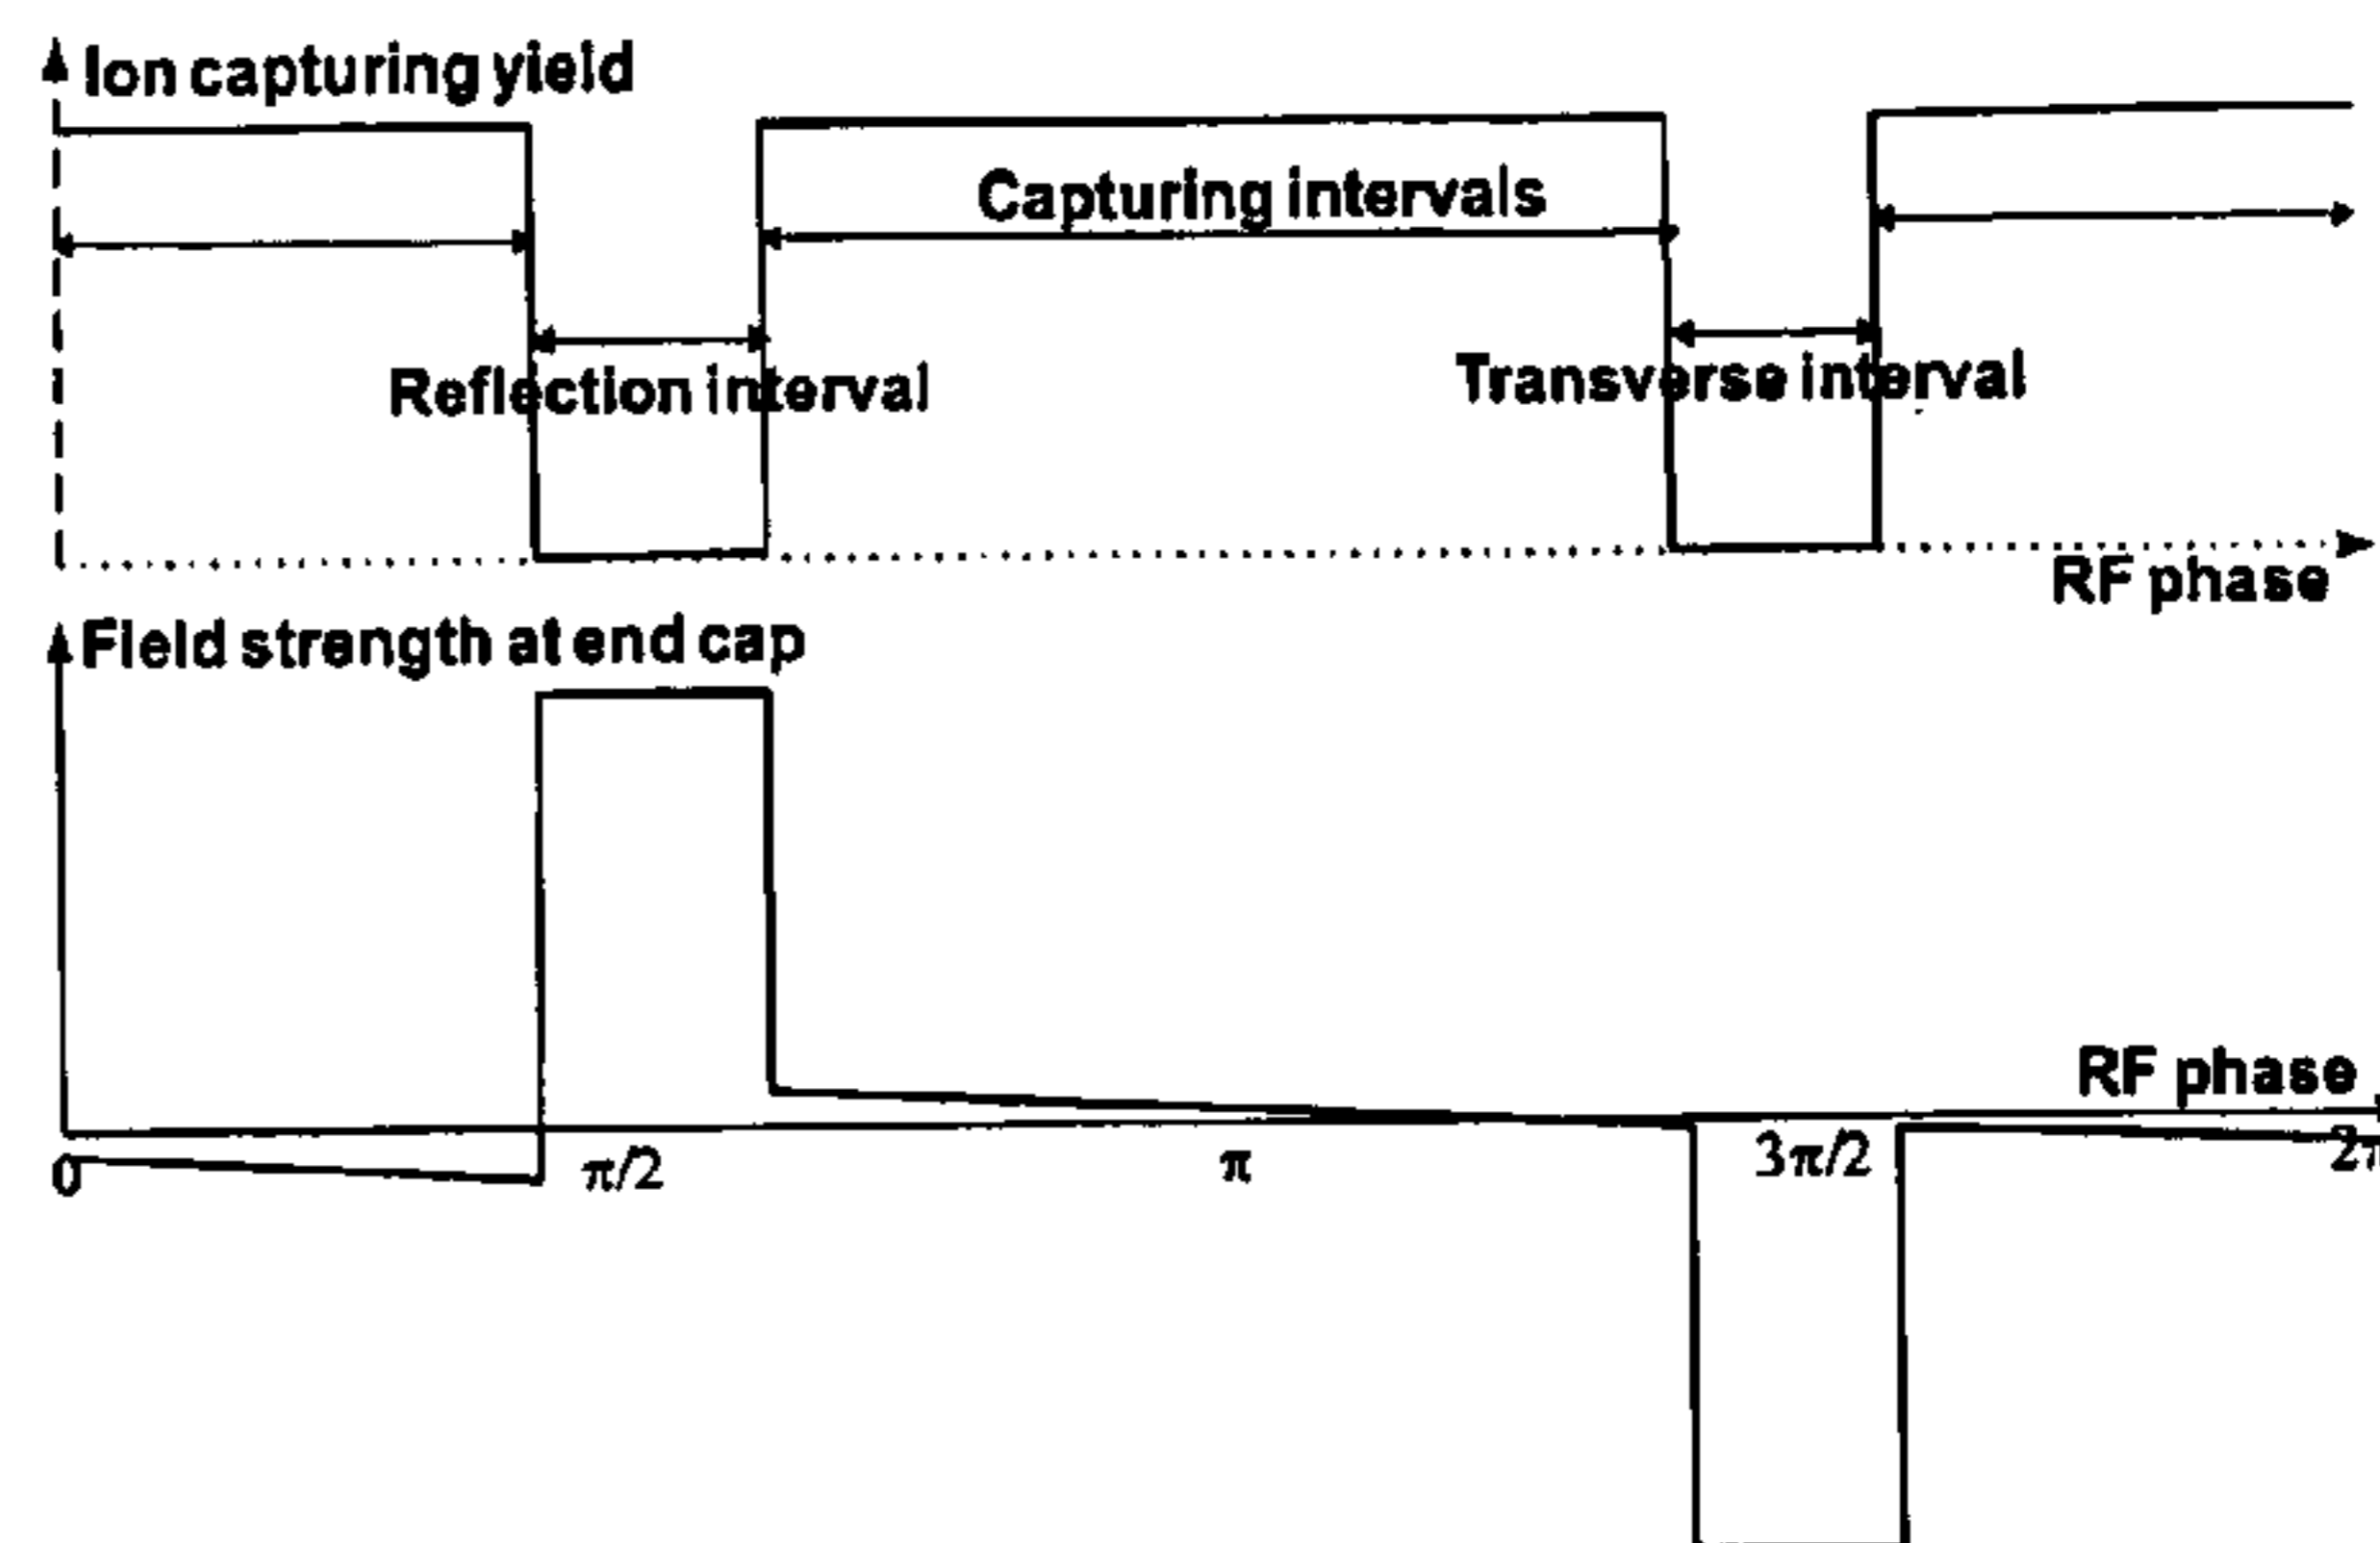 Ion capturing yield
Capturing intervals
Reflection interval
Transverse interval
RF phase
Field strength at end cap
RF phase
0
π/2
π
3π/2
2π